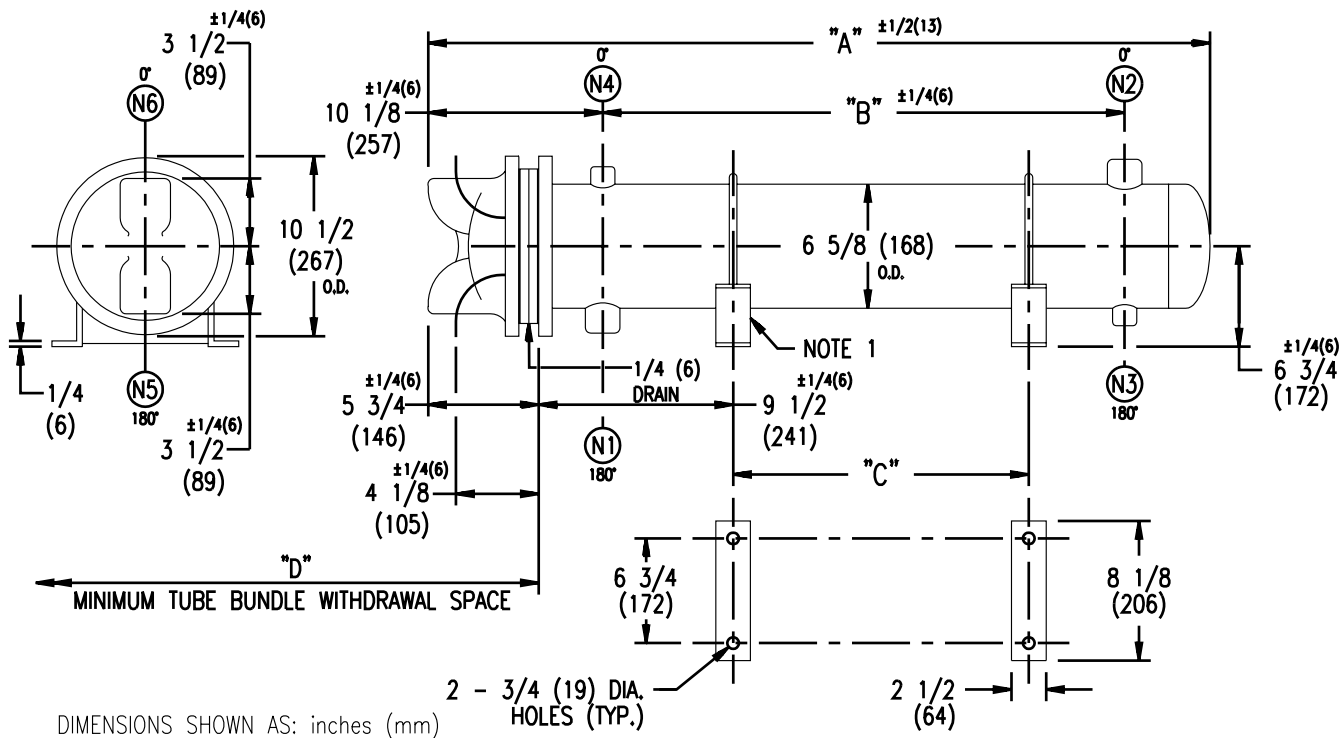 ±1/4(6)
3 1/2
(89)
0°
N6
10 1/2
(267)
O.D.
1/4
(6)
N5
180°
±1/4(6)
3 1/2
(89)
"A" ±1/2(13)
0°
N4
0°
N2
±1/4(6)
10 1/8
(257)
"B" ±1/4(6)
6 5/8 (168)
O.D.
NOTE 1
1/4 (6)
DRAIN
±1/4(6)
5 3/4
(146)
±1/4(6)
9 1/2
(241)
±1/4(6)
6 3/4
(172)
N3
180°
N1
180°
±1/4(6)
4 1/8
(105)
"C"
"D"
MINIMUM TUBE BUNDLE WITHDRAWAL SPACE
6 3/4
(172)
8 1/8
(206)
2 - 3/4 (19) DIA.
HOLES (TYP.)
2 1/2
(64)
DIMENSIONS SHOWN AS: inches (mm)